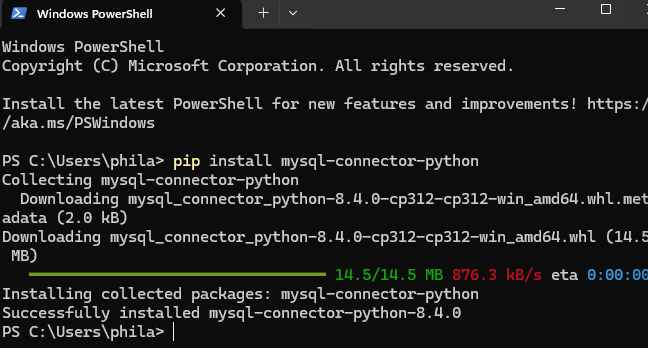 Windows PowerShell
Windows PowerShell
Copyright (C) Microsoft Corporation. All rights reserved.
Install the latest PowerShell for new features and improvements! https:/
/aka.ms/PSWindows
PS C:\Users\phila> pip install mysql-connector-python
Collecting mysql-connector-python
  Downloading mysql_connector_python-8.4.0-cp312-cp312-win_amd64.whl.met
adata (2.0 kB)
Downloading mysql_connector_python-8.4.0-cp312-cp312-win_amd64.whl (14.5
 MB)
14.5/14.5 MB 876.3 kB/s eta 0:00:00
Installing collected packages: mysql-connector-python
Successfully installed mysql-connector-python-8.4.0
PS C:\Users\phila>